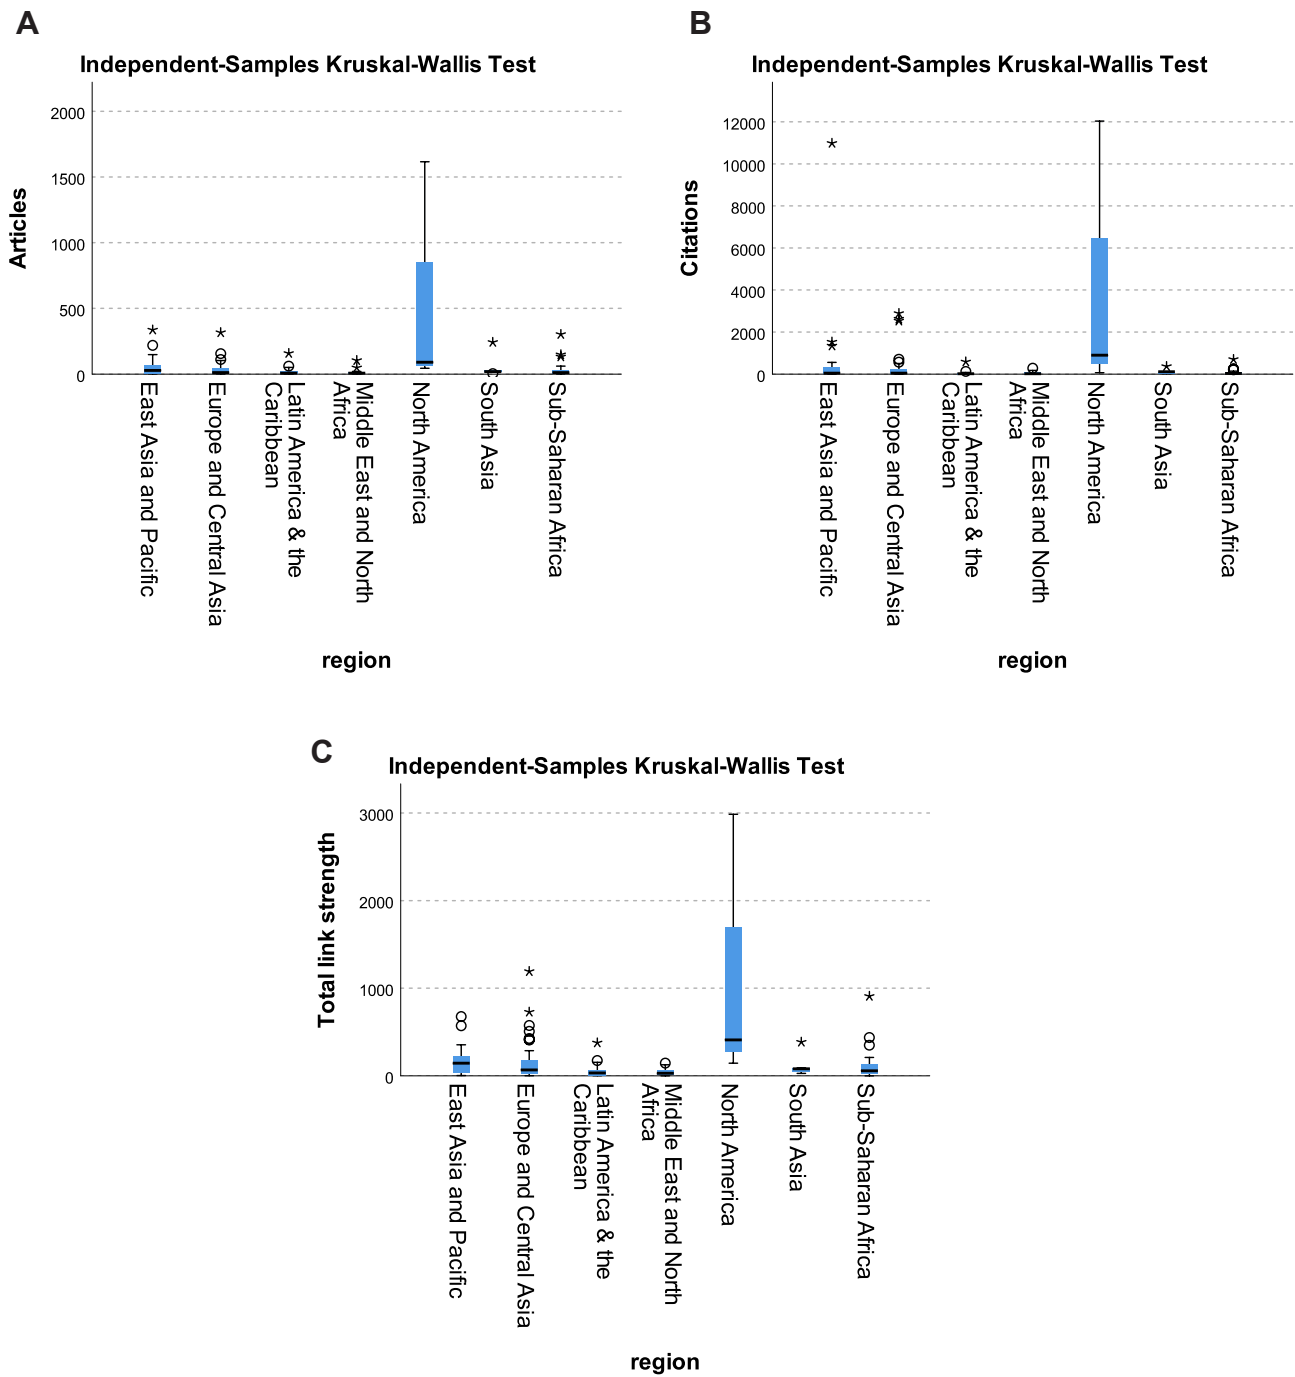 A
Independent-Samples Kruskal-Wallis Test
Articles
2000
1500
1000
500
0
East Asia and Pacific
Europe and Central Asia
Latin America & the
Caribbean
Middle East and North
Africa
North America
South Asia
Sub-Saharan Africa
region
B
Independent-Samples Kruskal-Wallis Test
Citations
12000
10000
8000
6000
4000
2000
0
East Asia and Pacific
Europe and Central Asia
Latin America & the
Caribbean
Middle East and North
Africa
North America
South Asia
Sub-Saharan Africa
region
C
Independent-Samples Kruskal-Wallis Test
Total link strength
3000
2000
1000
0
East Asia and Pacific
Europe and Central Asia
Latin America & the
Caribbean
Middle East and North
Africa
North America
South Asia
Sub-Saharan Africa
region